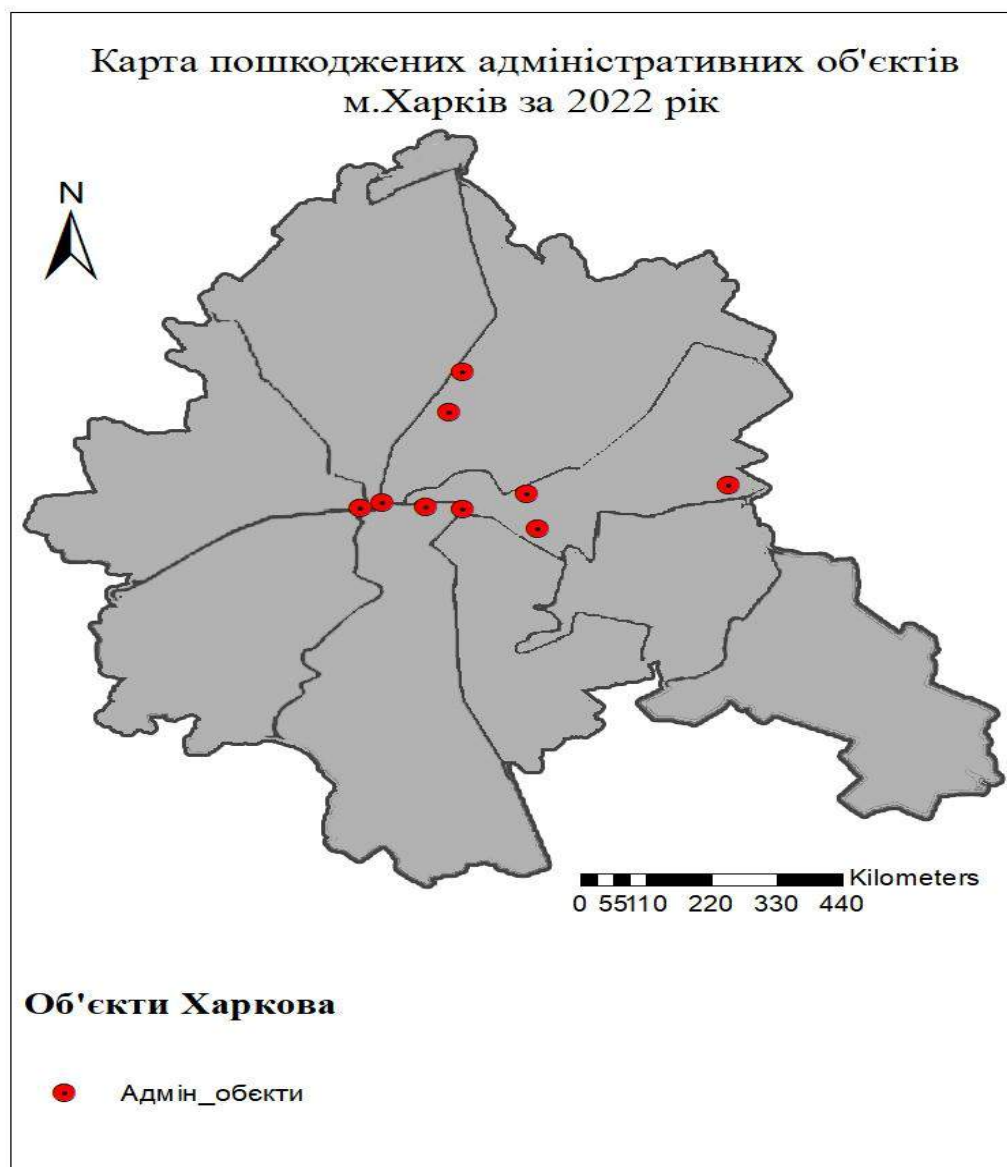 Карта пошкоджених адміністративних об'єктів
м.Харків за 2022 рік
N
Kilometers
0 55110 220 330 440
Об'єкти Харкова
Адмін_обєкти